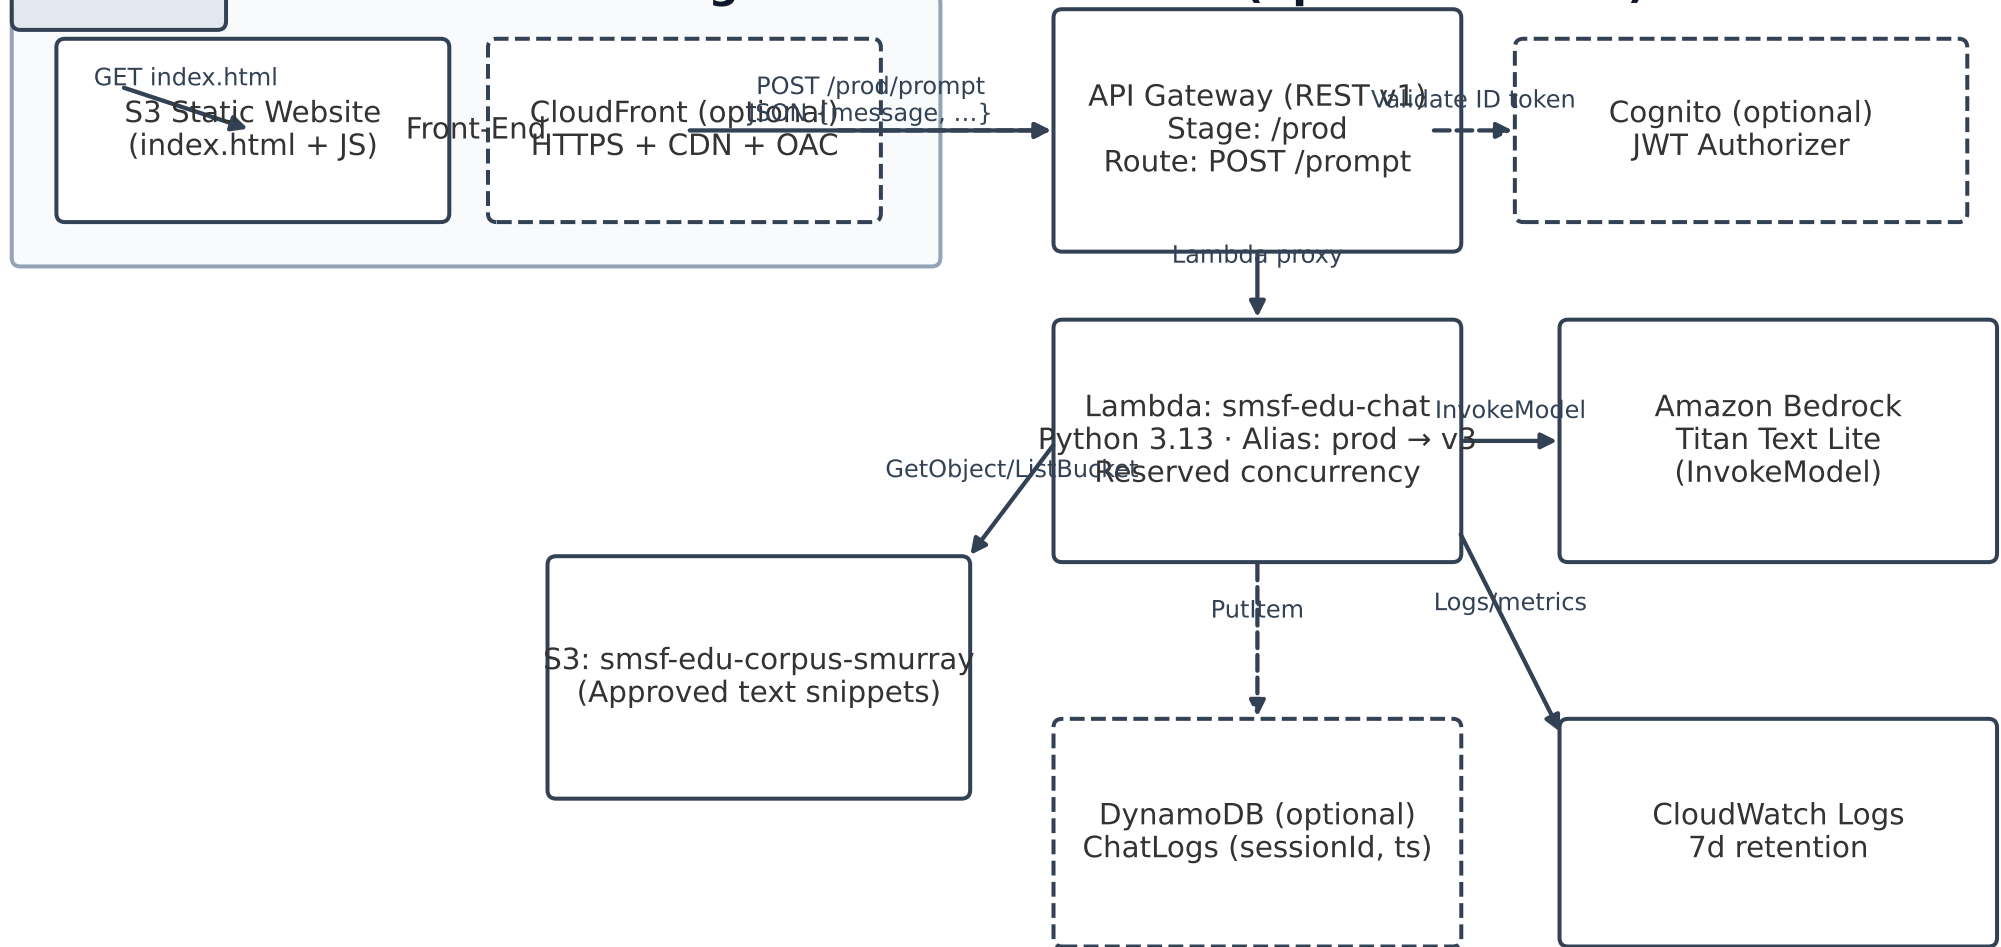 GET index.html
S3 Static Website
(index.html + JS)
Front-End
CloudFront (optional)
HTTPS + CDN + OAC
POST /prod/prompt
JSON {message, ...}
API Gateway (REST v1)
Stage: /prod
Route: POST /prompt
Validate ID token
Cognito (optional)
JWT Authorizer
Lambda proxy
Lambda: smsf-edu-chat
Python 3.13 · Alias: prod → v3
Reserved concurrency
InvokeModel
Amazon Bedrock
Titan Text Lite
(InvokeModel)
GetObject/ListBucket
S3: smsf-edu-corpus-smurray
(Approved text snippets)
PutItem
Logs/metrics
DynamoDB (optional)
ChatLogs (sessionId, ts)
CloudWatch Logs
7d retention